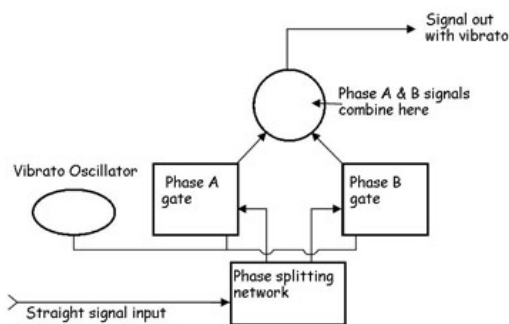 Signal out
with vibrato
Phase A & B signals
combine here
Vibrato Oscillator
Phase A
gate
Phase B
gate
Phase splitting
network
Straight signal input